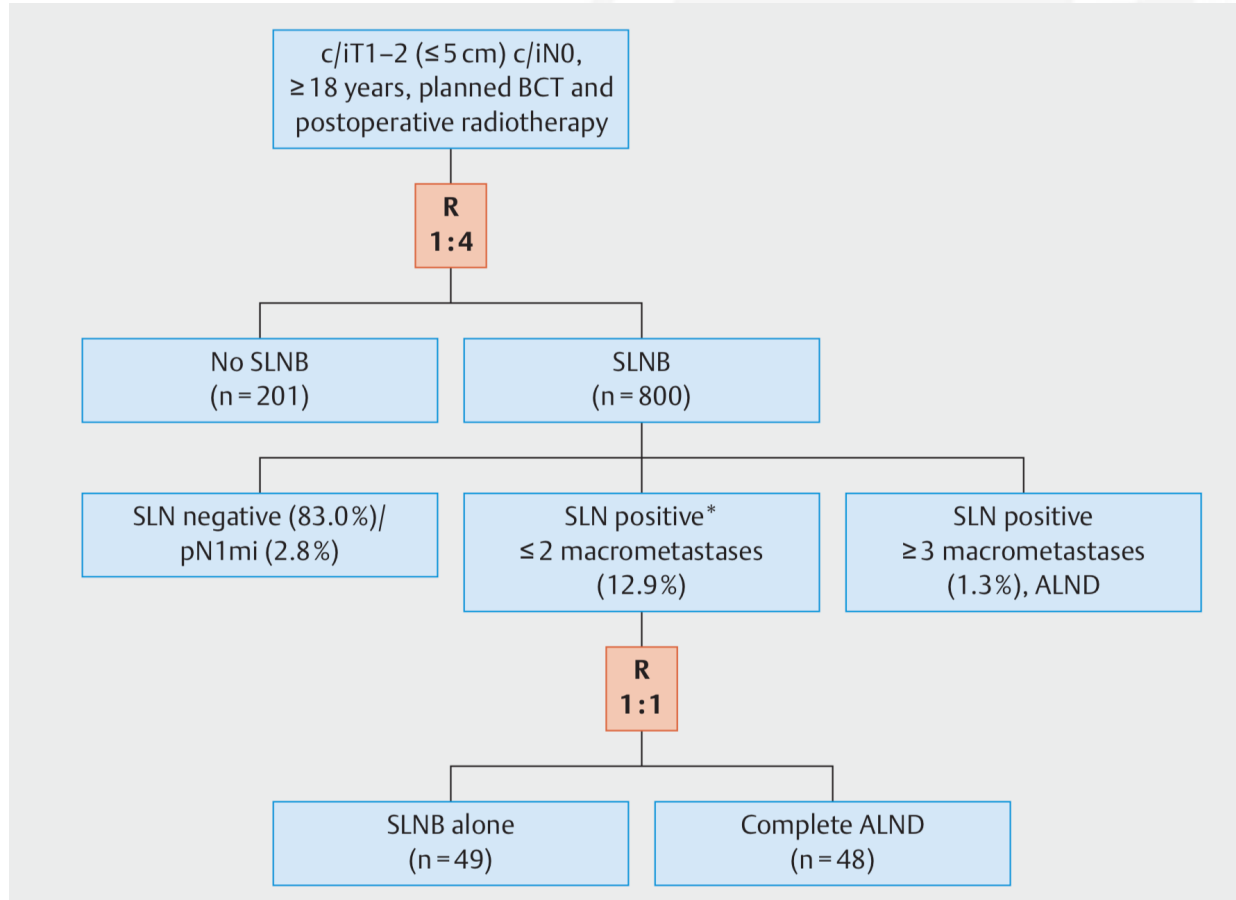 c/iT1–2 (≤ 5 cm) c/iN0,
≥ 18 years, planned BCT and
postoperative radiotherapy
R
1 : 4
No SLNB
(n = 201)
SLNB
(n = 800)
SLN negative (83.0 %)/
pN1mi (2.8 %)
SLN positive*
≤ 2 macrometastases
(12.9 %)
SLN positive
≥ 3 macrometastases
(1.3 %), ALND
R
1 : 1
SLNB alone
(n = 49)
Complete ALND
(n = 48)